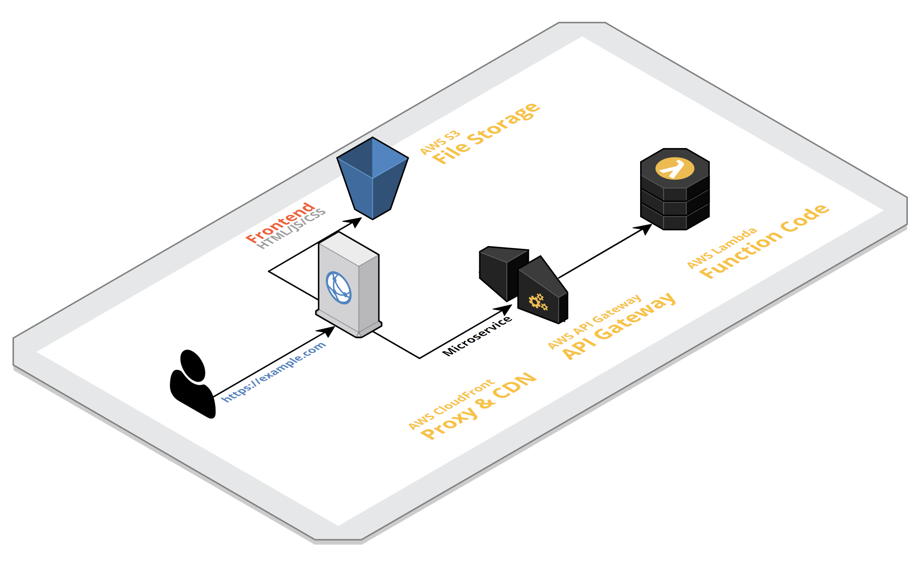 AWS S3
File Storage
Frontend
HTML/JS/CSS
AWS Lambda
Function Code
Microservice
AWS API Gateway
API Gateway
https://example.com
AWS CloudFront
Proxy & CDN